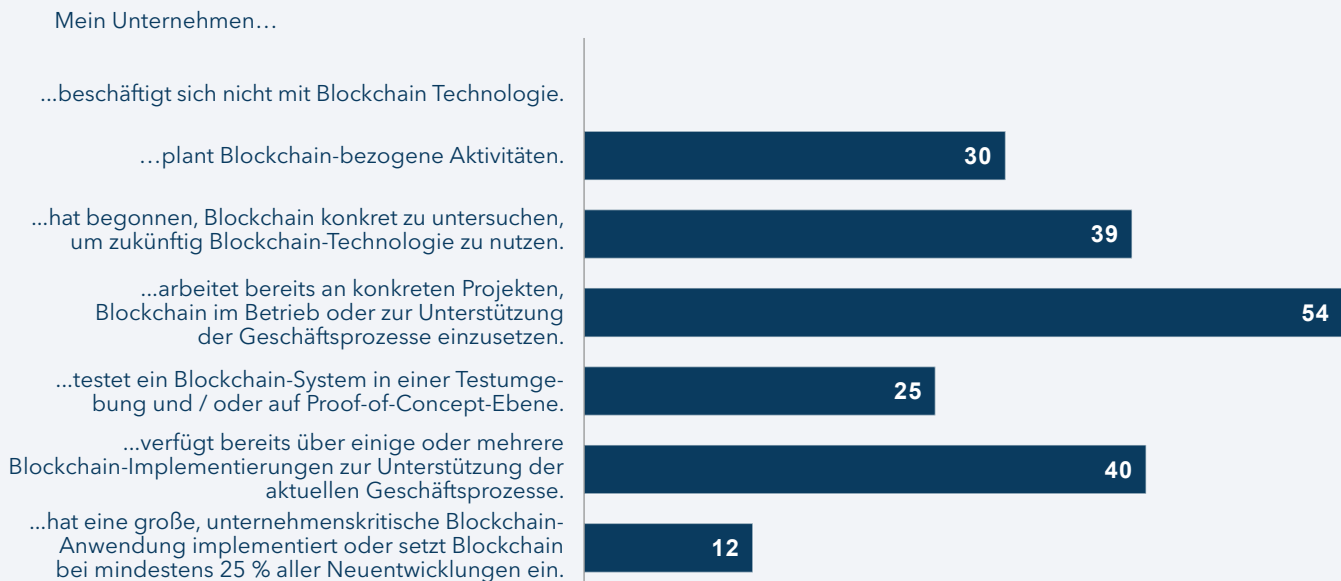 Mein Unternehmen…
...beschäftigt sich nicht mit Blockchain Technologie.
…plant Blockchain-bezogene Aktivitäten.
30
...hat begonnen, Blockchain konkret zu untersuchen,
um zukünftig Blockchain-Technologie zu nutzen.
39
...arbeitet bereits an konkreten Projekten,
Blockchain im Betrieb oder zur Unterstützung
der Geschäftsprozesse einzusetzen.
54
...testet ein Blockchain-System in einer Testumge-
bung und / oder auf Proof-of-Concept-Ebene.
25
...verfügt bereits über einige oder mehrere
Blockchain-Implementierungen zur Unterstützung der
aktuellen Geschäftsprozesse.
40
...hat eine große, unternehmenskritische Blockchain-
Anwendung implementiert oder setzt Blockchain
bei mindestens 25 % aller Neuentwicklungen ein.
12